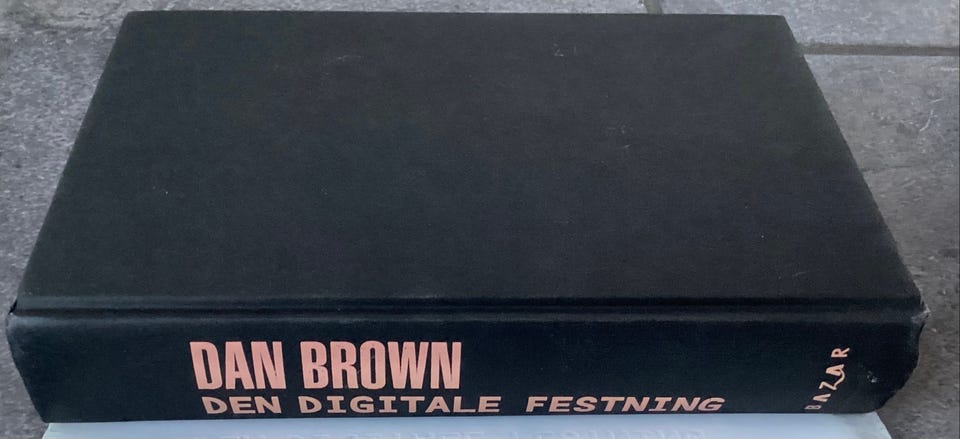 DAN BROWN
DEN DIGITALE FESTNING
BAZAR